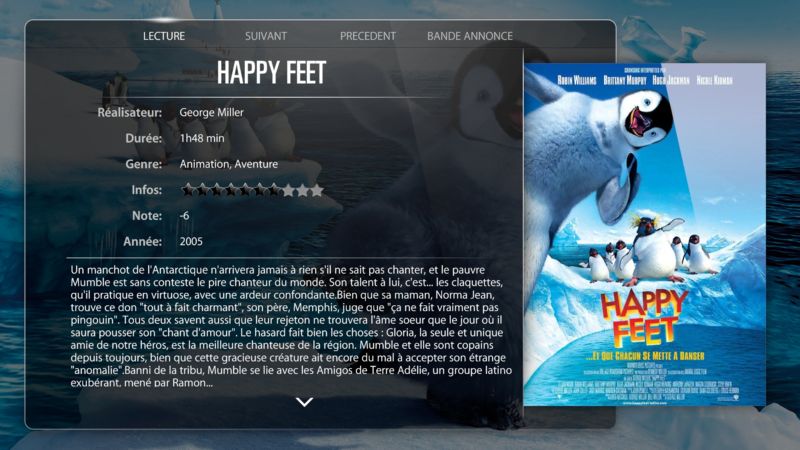 LECTURE SUIVANT PRECEDENT BANDE ANNONCE
HAPPY FEET
Réalisateur: George Miller
Durée: 1h48 min
Genre: Animation, Aventure
Infos:
Note: -6
Année: 2005
Un manchot de l'Antarctique n'arrivera jamais à rien s'il ne sait pas chanter, et le pauvre
Mumble est sans conteste le pire chanteur du monde. Son talent à lui, c'est... les claquettes,
qu'il pratique en virtuose, avec une ardeur confondante.Bien que sa maman, Norma Jean,
trouve ce don "tout à fait charmant", son père, Memphis, juge que "ça ne fait vraiment pas
pingouin". Tous deux savent aussi que leur rejeton ne trouvera l'âme soeur que le jour où il
saura pousser son "chant d'amour". Le hasard fait bien les choses : Gloria, la seule et unique
amie de notre héros, est la meilleure chanteuse de la région. Mumble et elle sont copains
depuis toujours, bien que cette gracieuse créature ait encore du mal à accepter son étrange
"anomalie".Banni de la tribu, Mumble se lie avec les Amigos de Terre Adélie, un groupe latino
exubérant, mené par Ramon...
ROBIN WILLIAMS BRITTANY MURPHY HUGH JACKMAN NICOLE KIDMAN
HAPPY
FEET
...ET QUE CHACUN SE METTE A DANSER